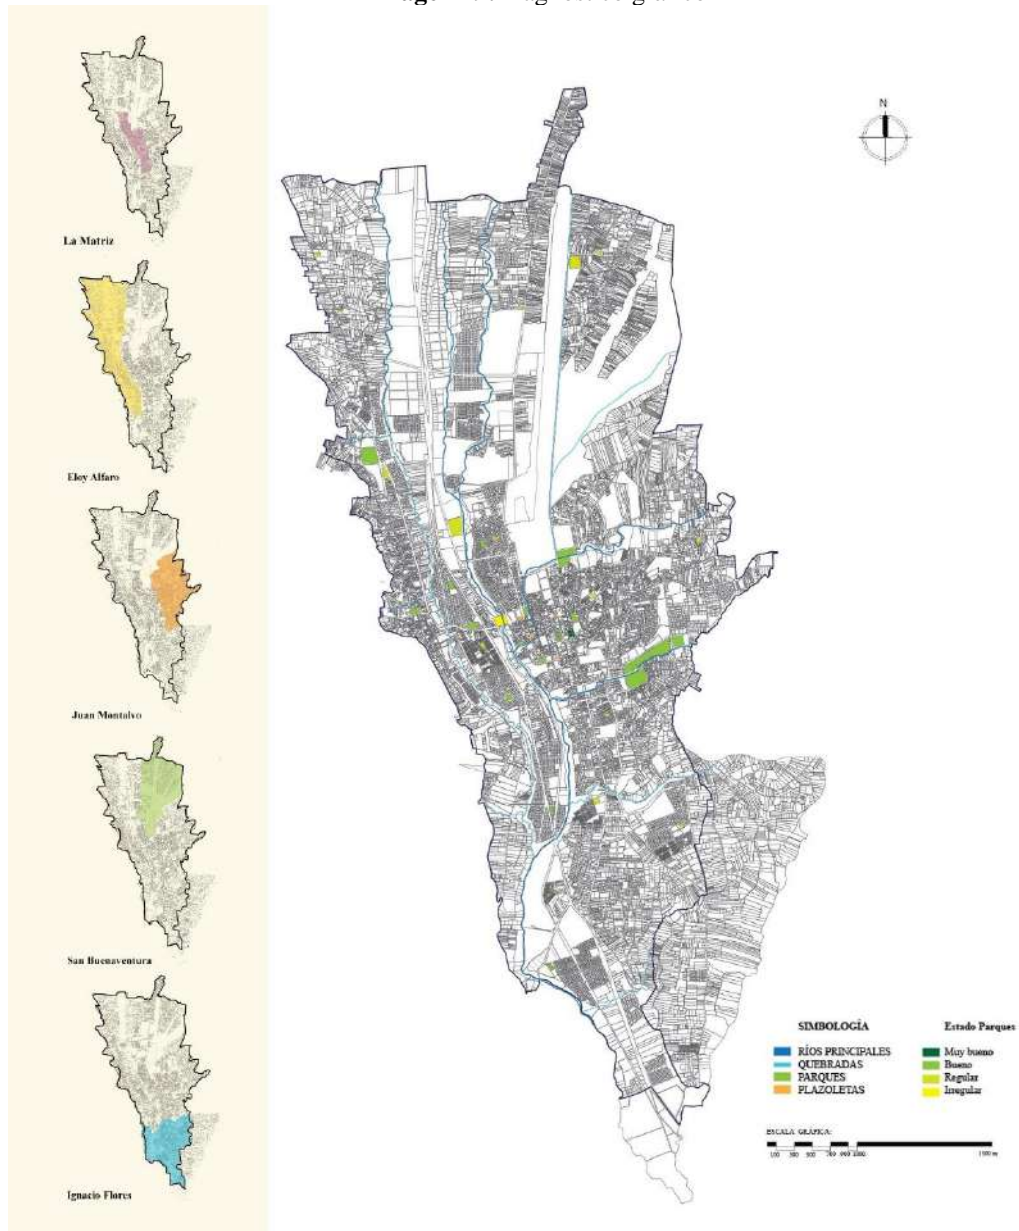 La Matriz
Eloy Alfaro
Juan Montalvo
San Buenaventura
Ignacio Flores
N
SIMBOLOGÍA
RÍOS PRINCIPALES
QUEBRADAS
PARQUES
PLAZOLETAS
Estado Parques
Muy bueno
Bueno
Regular
Irregular
ESCALA GRÁFICA: